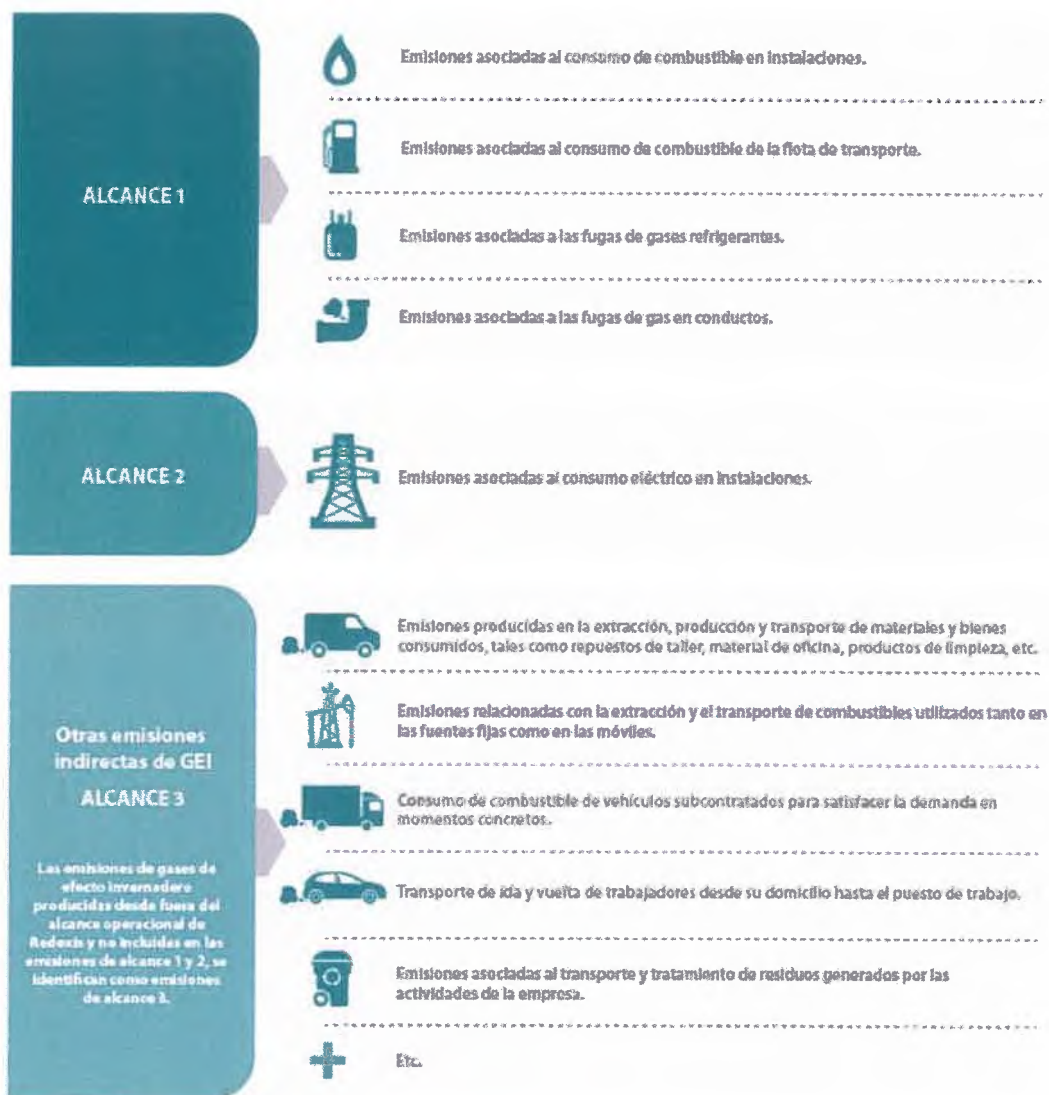 ALCANCE 1
Emisiones asociadas al consumo de combustible en instalaciones.
Emisiones asociadas al consumo de combustible de la flota de transporte.
Emisiones asociadas a las fugas de gases refrigerantes.
Emisiones asociadas a las fugas de gas en conductos.
ALCANCE 2
Emisiones asociadas al consumo eléctrico en instalaciones.
Otras emisiones
indirectas de GEI
ALCANCE 3
Las emisiones de gases de
efecto invernadero
producidas desde fuera del
alcance operacional de
Redexis y no incluidas en las
emisiones de alcance 1 y 2, se
identifican como emisiones
de alcance 3.
Emisiones producidas en la extracción, producción y transporte de materiales y bienes
consumidos, tales como repuestos de taller, material de oficina, productos de limpieza, etc.
Emisiones relacionadas con la extracción y el transporte de combustibles utilizados tanto en
las fuentes fijas como en las móviles.
Consumo de combustible de vehículos subcontratados para satisfacer la demanda en
momentos concretos.
Transporte de ida y vuelta de trabajadores desde su domicilio hasta el puesto de trabajo.
Emisiones asociadas al transporte y tratamiento de residuos generados por las
actividades de la empresa.
Etc.